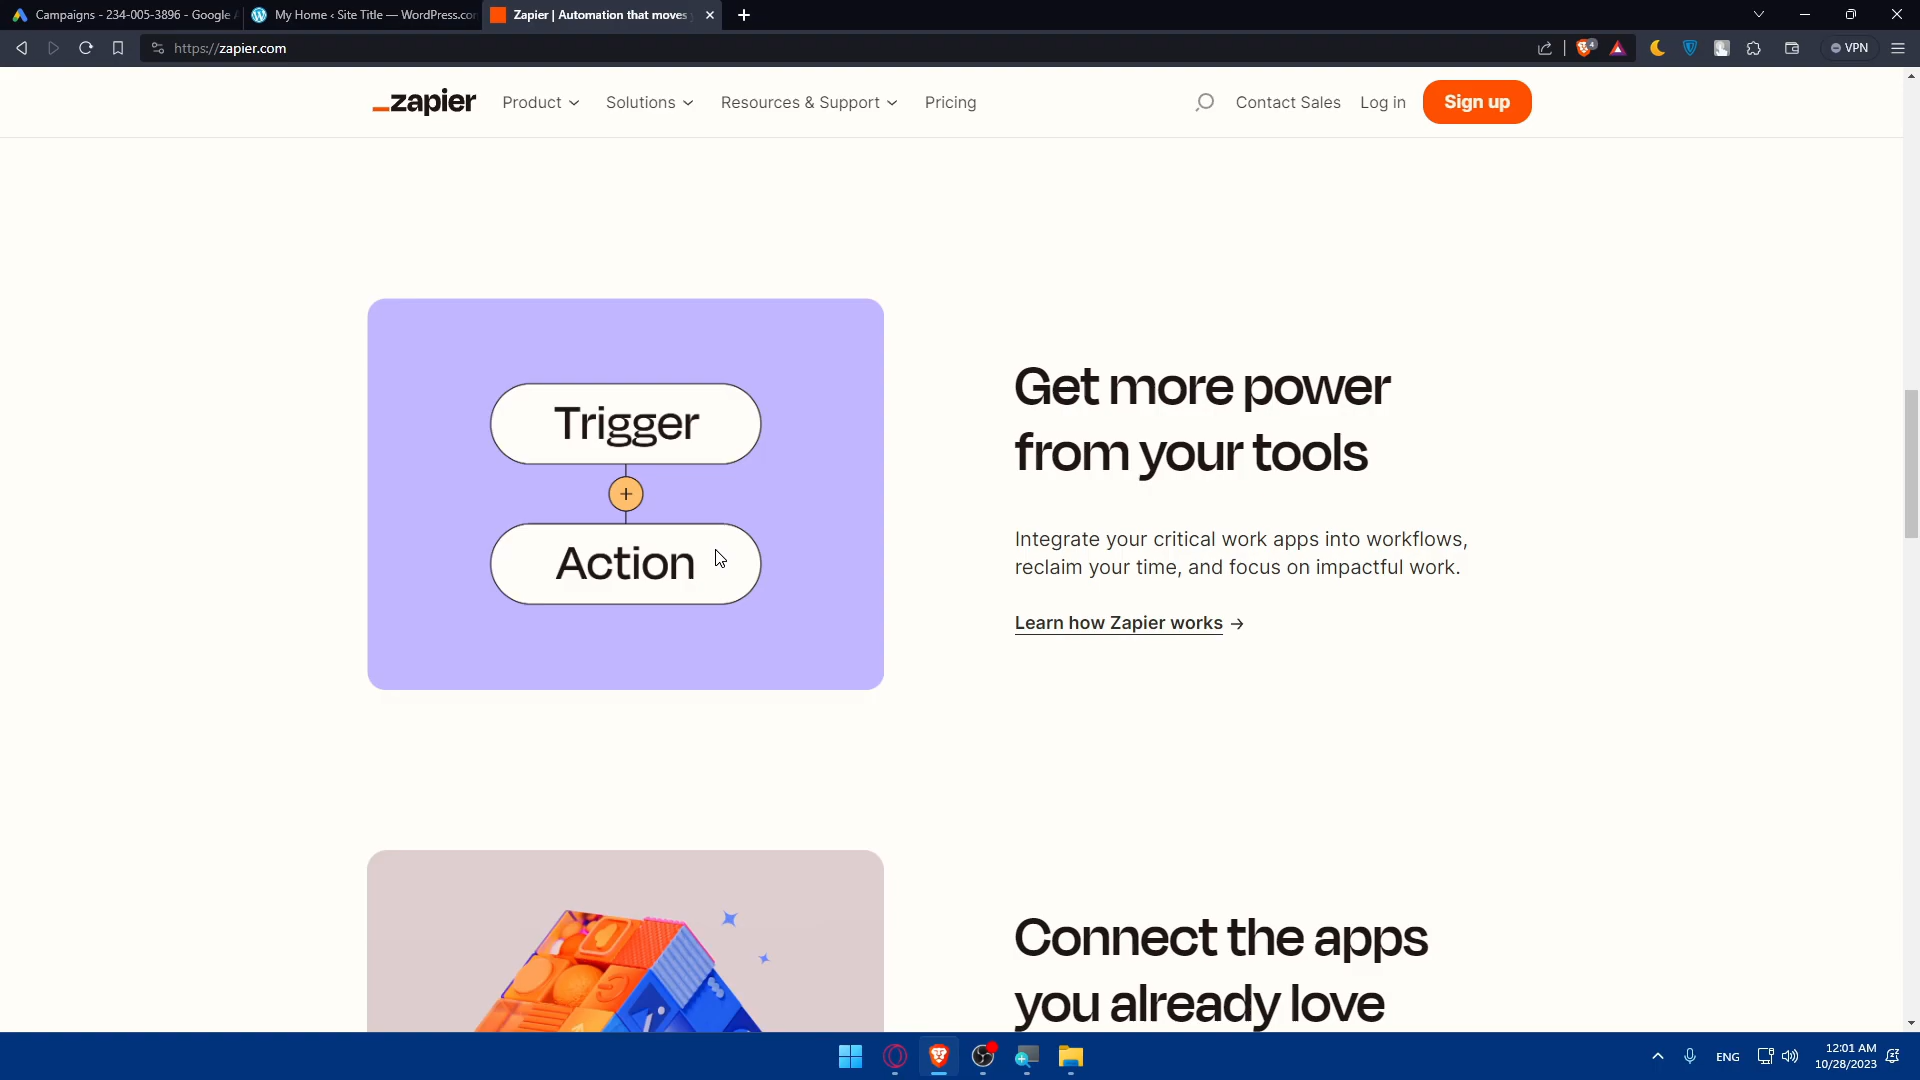 Campaigns - 234-005-3896 - Google
My Home ‹ Site Title — WordPress.co
Zapier | Automation that moves
https://zapier.com
VPN
zapier
Product
Solutions
Resources & Support
Pricing
Contact Sales
Log in
Sign up
Trigger
+
Action
Get more power
from your tools
Integrate your critical work apps into workflows,
reclaim your time, and focus on impactful work.
Learn how Zapier works →
Connect the apps
you already love
ENG
12:01 AM
10/28/2023